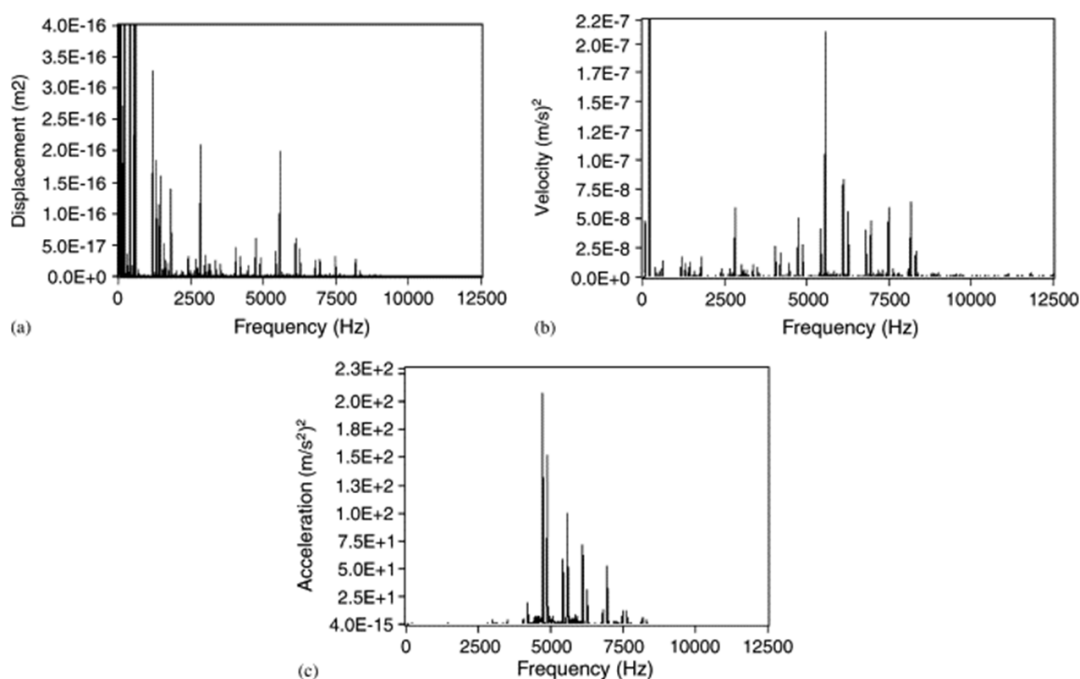 4.0E-16
3.5E-16
3.0E-16
2.5E-16
2.0E-16
1.5E-16
1.0E-16
5.0E-17
0.0E+0
Displacement (m2)
0 2500 5000 7500 10000 12500
Frequency (Hz)
(a)
2.2E-7
2.0E-7
1.7E-7
1.2E-7
1.0E-7
7.5E-8
5.0E-8
2.5E-8
0.0E+0
Velocity (m/s)²
0 2500 5000 7500 10000 12500
Frequency (Hz)
(b)
2.3E+2
2.0E+2
1.8E+2
1.5E+2
1.3E+2
1.0E+2
7.5E+1
5.0E+1
2.5E+1
4.0E-15
Acceleration (m/s²)²
0 2500 5000 7500 10000 12500
Frequency (Hz)
(c)